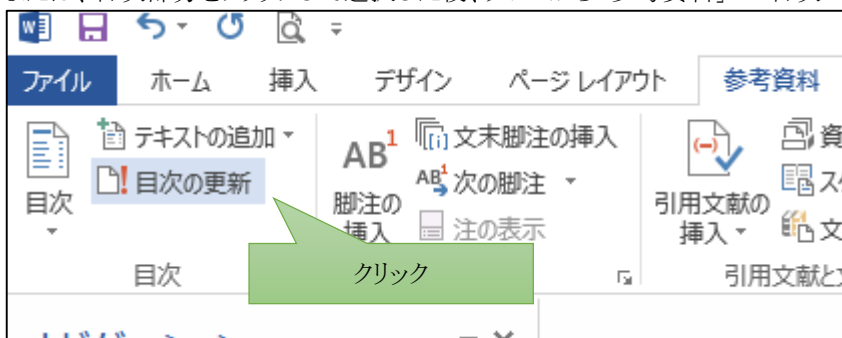 ファイル ホーム 挿入 デザイン ページ レイアウト 参考資料
テキストの追加
目次の更新
目次
AB1
脚注の
挿入
文末脚注の挿入
次の脚注
注の表示
引用文献の
挿入
資
文
目次
引用文献と
クリック